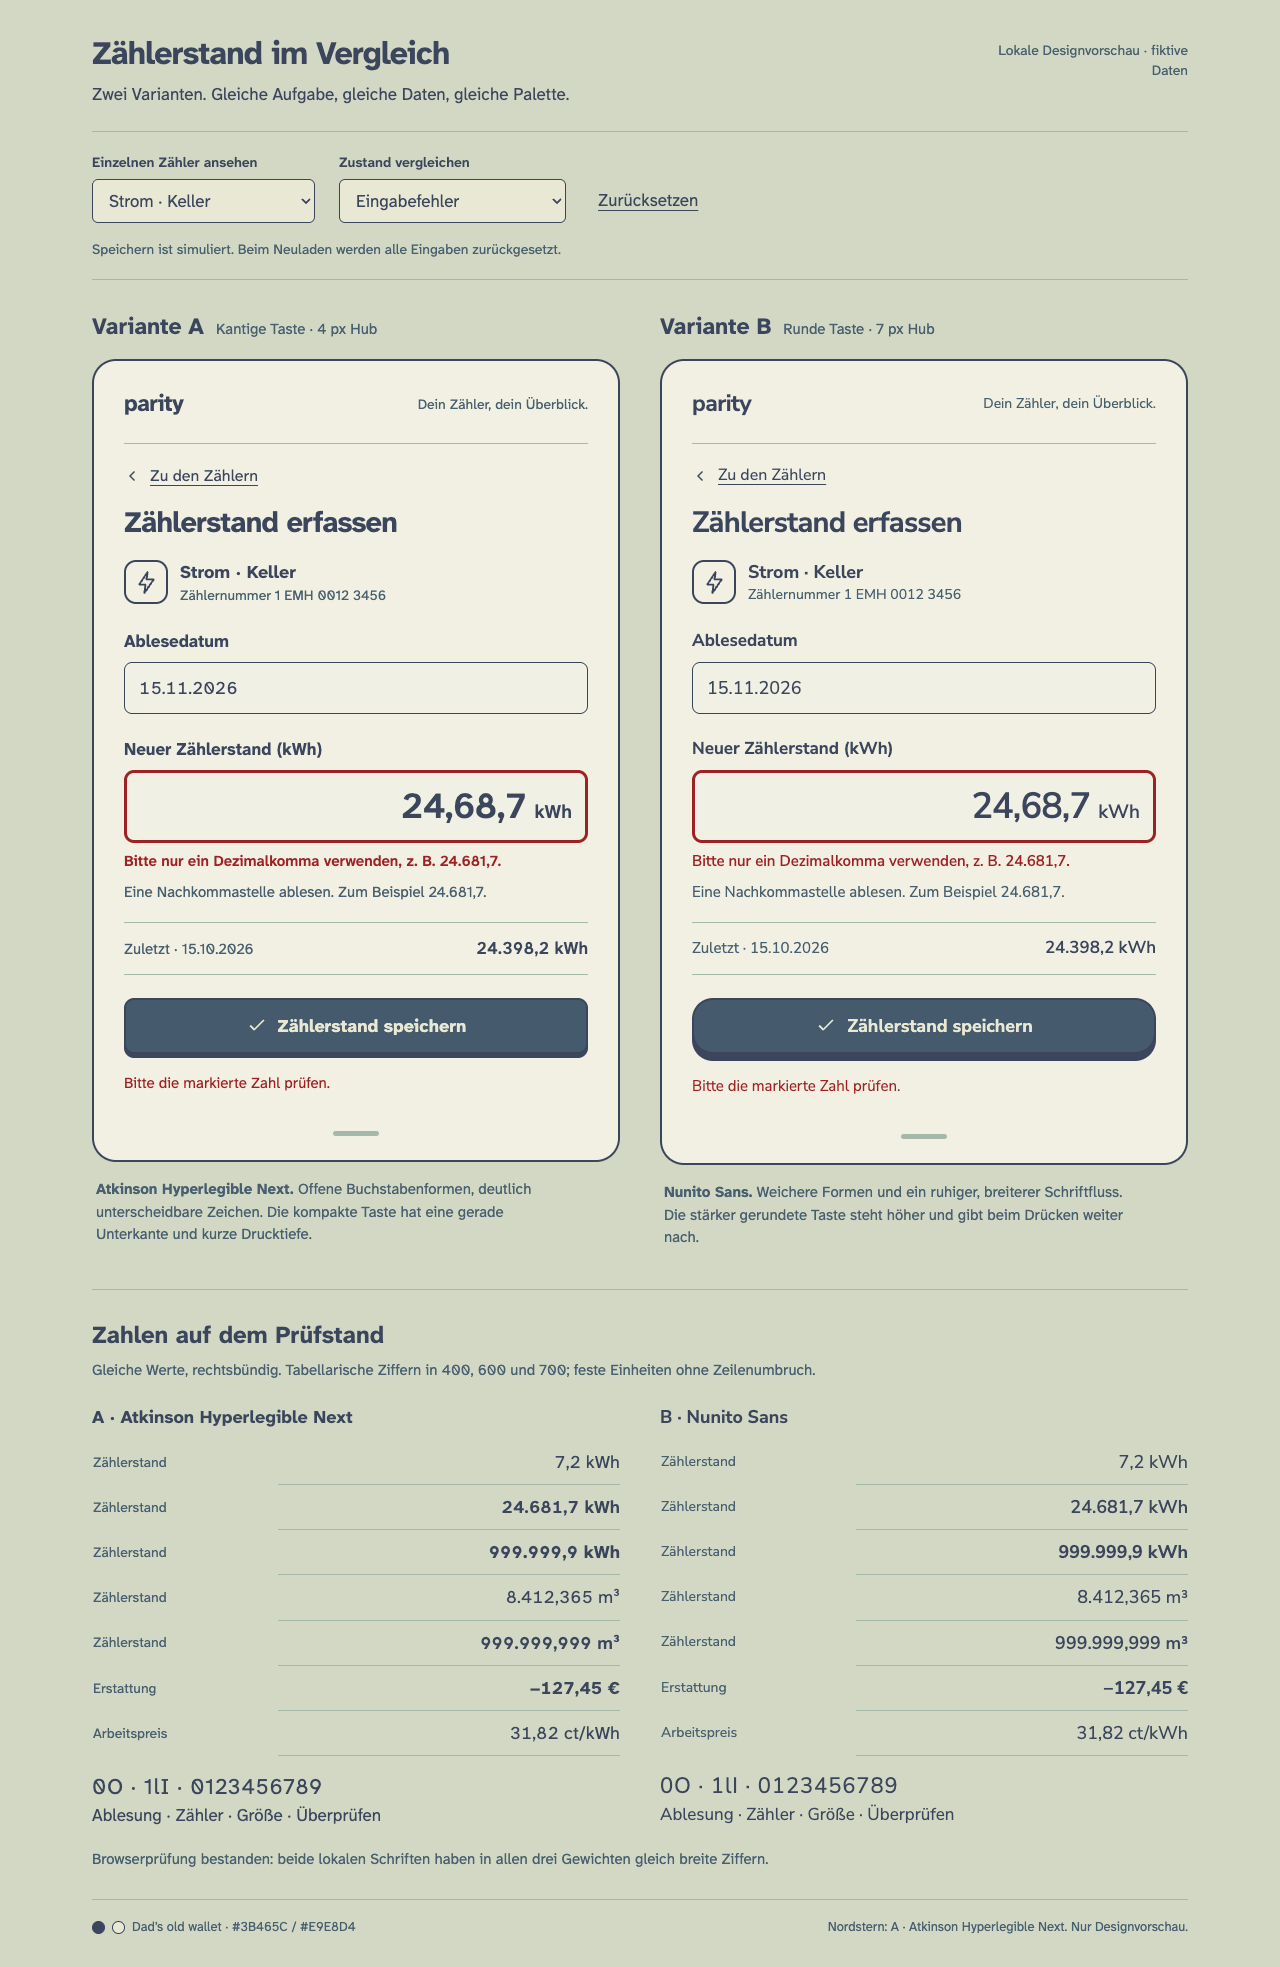 Zählerstand im Vergleich
Lokale Designvorschau · fiktive
Daten
Zwei Varianten. Gleiche Aufgabe, gleiche Daten, gleiche Palette.
Einzelnen Zähler ansehen
Zustand vergleichen
Strom · Keller
Eingabefehler
Zurücksetzen
Speichern ist simuliert. Beim Neuladen werden alle Eingaben zurückgesetzt.
Variante A Kantige Taste · 4 px Hub
parity
Dein Zähler, dein Überblick.
Zu den Zählern
Zählerstand erfassen
Strom · Keller
Zählernummer 1 EMH 0012 3456
Ablesedatum
15.11.2026
Neuer Zählerstand (kWh)
24,68,7 kWh
Bitte nur ein Dezimalkomma verwenden, z. B. 24.681,7.
Eine Nachkommastelle ablesen. Zum Beispiel 24.681,7.
Zuletzt · 15.10.2026 24.398,2 kWh
Zählerstand speichern
Bitte die markierte Zahl prüfen.
Atkinson Hyperlegible Next. Offene Buchstabenformen, deutlich
unterscheidbare Zeichen. Die kompakte Taste hat eine gerade
Unterkante und kurze Drucktiefe.
Variante B Runde Taste · 7 px Hub
parity
Dein Zähler, dein Überblick.
Zu den Zählern
Zählerstand erfassen
Strom · Keller
Zählernummer 1 EMH 0012 3456
Ablesedatum
15.11.2026
Neuer Zählerstand (kWh)
24,68,7 kWh
Bitte nur ein Dezimalkomma verwenden, z. B. 24.681,7.
Eine Nachkommastelle ablesen. Zum Beispiel 24.681,7.
Zuletzt · 15.10.2026 24.398,2 kWh
Zählerstand speichern
Bitte die markierte Zahl prüfen.
Nunito Sans. Weichere Formen und ein ruhiger, breiterer Schriftfluss.
Die stärker gerundete Taste steht höher und gibt beim Drücken weiter
nach.
Zahlen auf dem Prüfstand
Gleiche Werte, rechtsbündig. Tabellarische Ziffern in 400, 600 und 700; feste Einheiten ohne Zeilenumbruch.
A · Atkinson Hyperlegible Next
Zählerstand 7,2 kWh
Zählerstand 24.681,7 kWh
Zählerstand 999.999,9 kWh
Zählerstand 8.412,365 m³
Zählerstand 999.999,999 m³
Erstattung −127,45 €
Arbeitspreis 31,82 ct/kWh
0O · 1lI · 0123456789
Ablesung · Zähler · Größe · Überprüfen
B · Nunito Sans
Zählerstand 7,2 kWh
Zählerstand 24.681,7 kWh
Zählerstand 999.999,9 kWh
Zählerstand 8.412,365 m³
Zählerstand 999.999,999 m³
Erstattung −127,45 €
Arbeitspreis 31,82 ct/kWh
0O · 1lI · 0123456789
Ablesung · Zähler · Größe · Überprüfen
Browserprüfung bestanden: beide lokalen Schriften haben in allen drei Gewichten gleich breite Ziffern.
Dad's old wallet · #3B465C / #E9E8D4
Nordstern: A · Atkinson Hyperlegible Next. Nur Designvorschau.